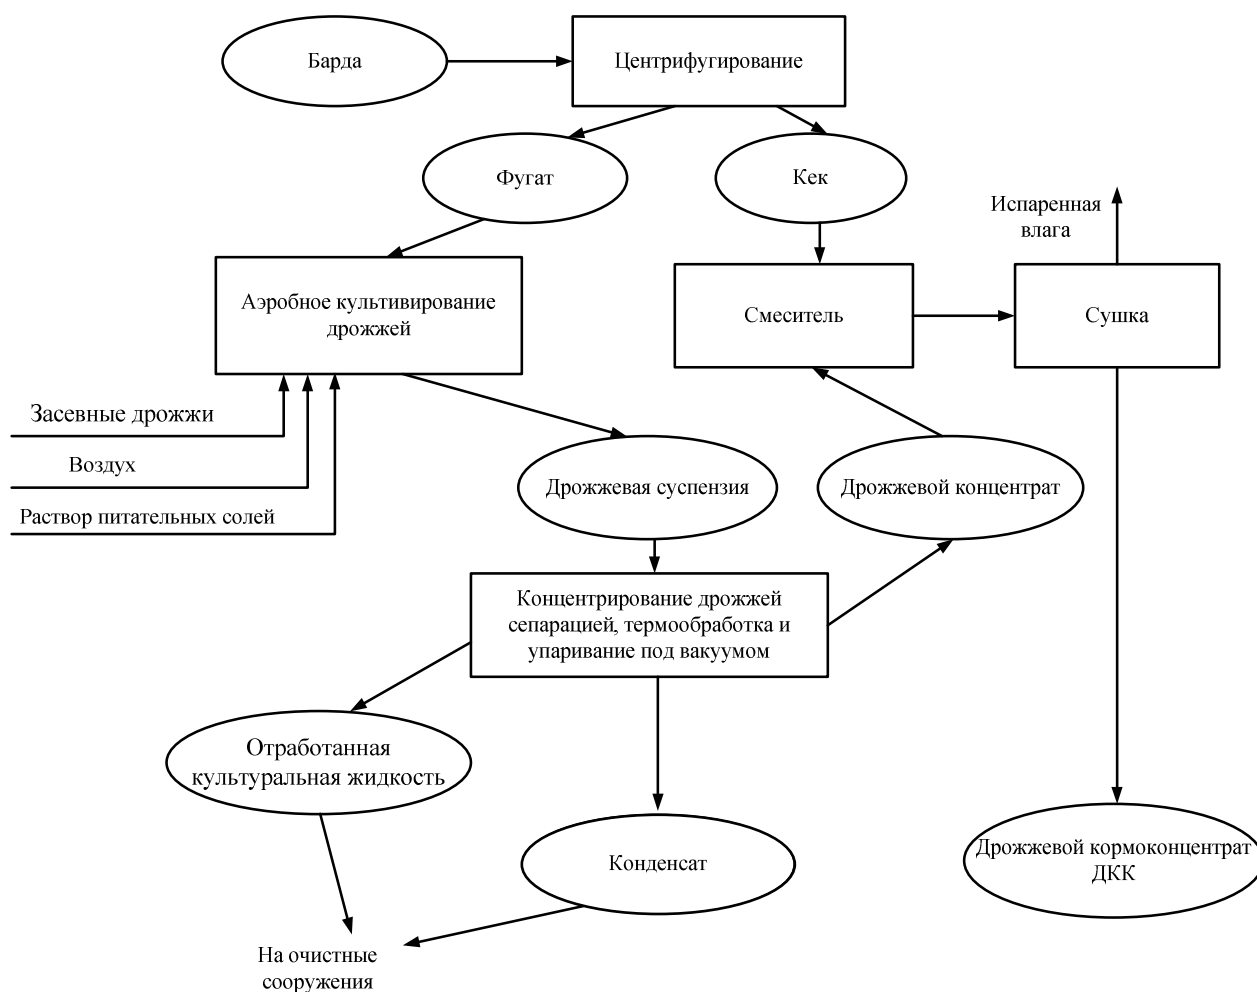 Барда
Центрифугирование
Фугат
Кек
Испаренная
влага
Аэробное культивирование
дрожжей
Смеситель
Сушка
Засевные дрожжи
Воздух
Раствор питательных солей
Дрожжевая суспензия
Дрожжевой концентрат
Концентрирование дрожжей
сепарацией, термообработка и
упаривание под вакуумом
Отработанная
культуральная жидкость
Конденсат
Дрожжевой кормоконцентрат
ДКК
На очистные
сооружения